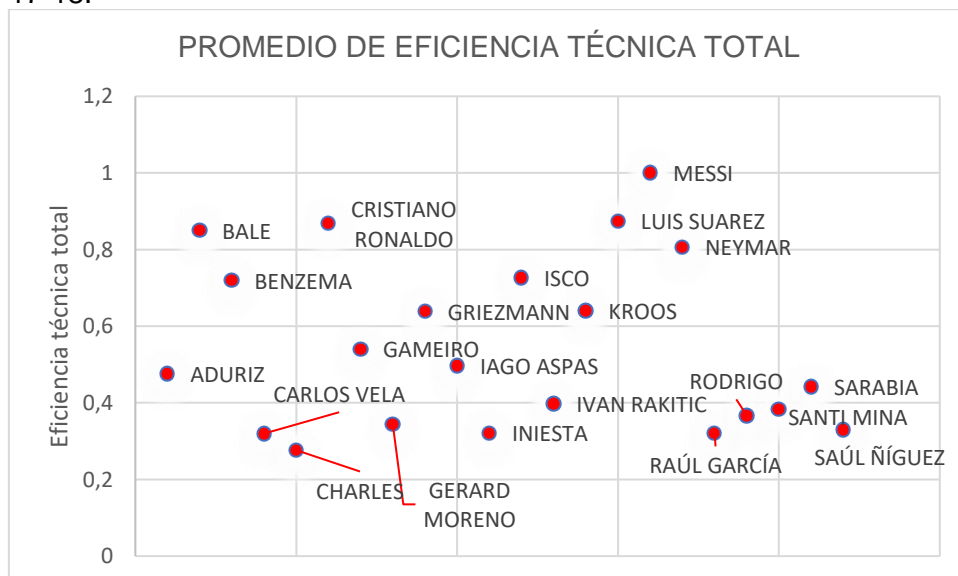 17-18.
PROMEDIO DE EFICIENCIA TÉCNICA TOTAL
Eficiencia técnica total
1,2
1
0,8
0,6
0,4
0,2
0
MESSI
CRISTIANO
RONALDO
LUIS SUAREZ
BALE
NEYMAR
BENZEMA
ISCO
GRIEZMANN
KROOS
GAMEIRO
IAGO ASPAS
ADURIZ
CARLOS VELA
RODRIGO
SARABIA
IVAN RAKITIC
SANTI MINA
INIESTA
RAÚL GARCÍA
SAÚL ÑÍGUEZ
CHARLES
GERARD
MORENO